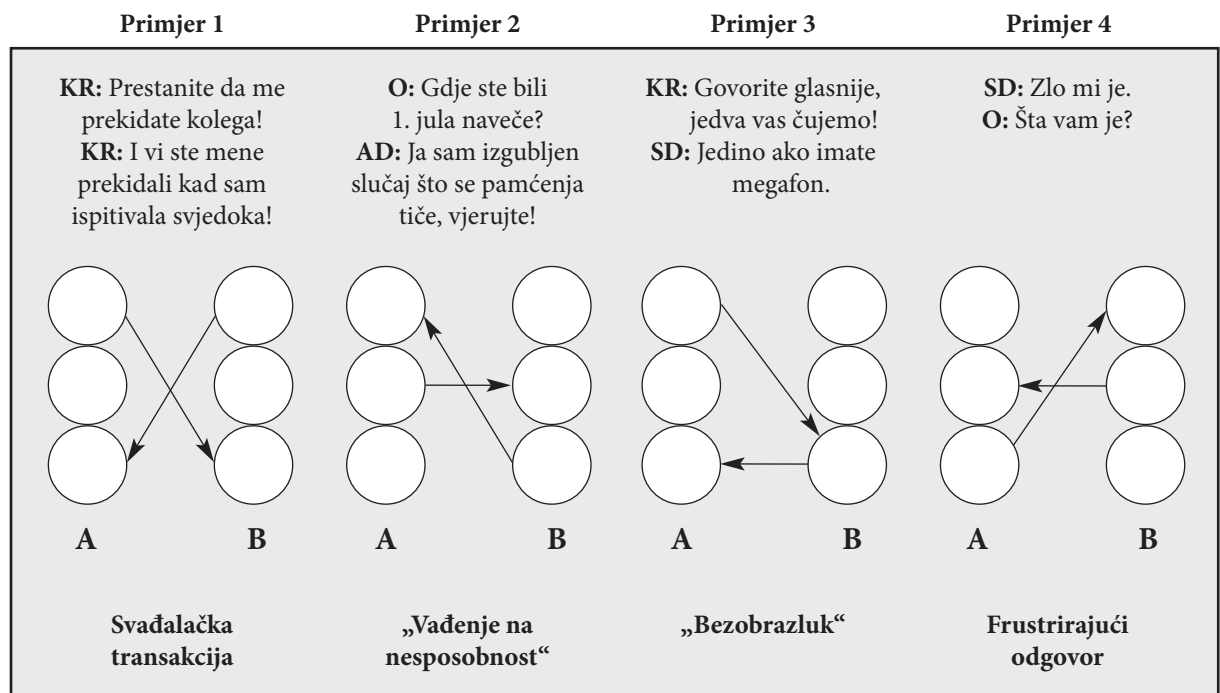 Primjer 1
Primjer 2
Primjer 3
Primjer 4
KR: Prestanite da me
prekidate kolega!
KR: I vi ste mene
prekidali kad sam
ispitivala svjedoka!
O: Gdje ste bili
1. jula naveče?
AD: Ja sam izgubljen
slučaj što se pamćenja
tiče, vjerujte!
KR: Govorite glasnije,
jedva vas čujemo!
SD: Jedino ako imate
megafon.
SD: Zlo mi je.
O: Šta vam je?
A
B
A
B
A
B
A
B
Svađalačka
transakcija
„Vađenje na
nesposobnost“
„Bezobrazluk“
Frustrirajući
odgovor